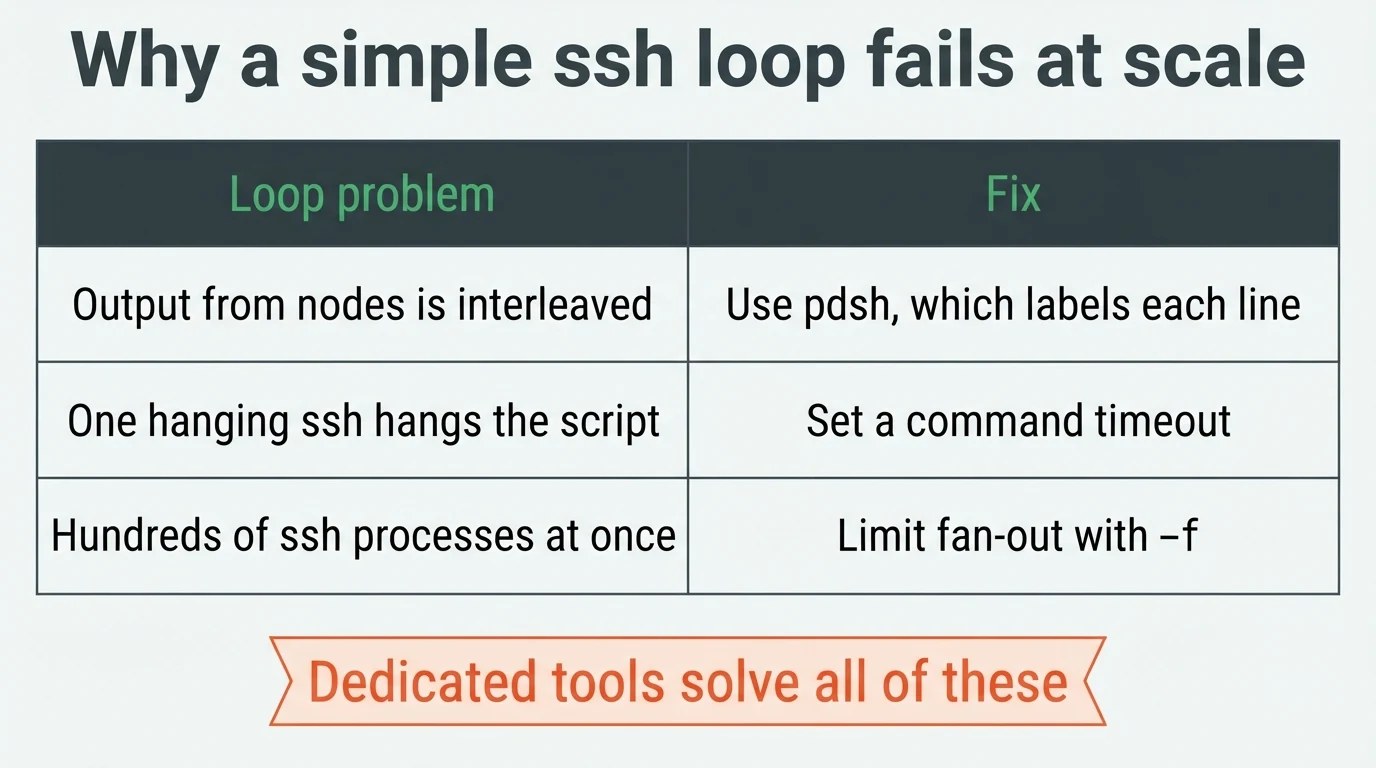 Why a simple ssh loop fails at scale
Loop problem
Fix
Output from nodes is interleaved
Use pdsh, which labels each line
One hanging ssh hangs the script
Set a command timeout
Hundreds of ssh processes at once
Limit fan-out with –f
Dedicated tools solve all of these